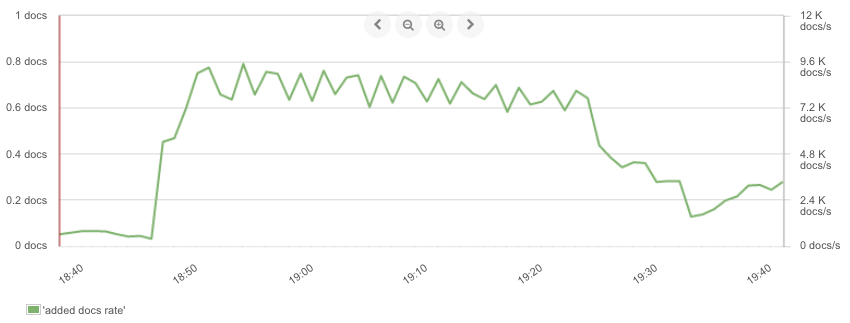 1 docs
0.8 docs
0.6 docs
0.4 docs
0.2 docs
0 docs
12 K
docs/s
9.6 K
docs/s
7.2 K
docs/s
4.8 K
docs/s
2.4 K
docs/s
0 docs/s
18:40
18:50
19:00
19:10
19:20
19:30
19:40
'added docs rate'